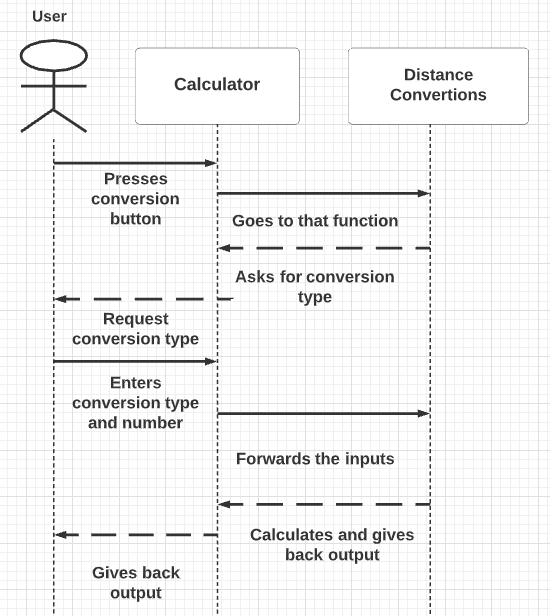 User
Calculator
Distance
Convertions
Presses
conversion
button
Goes to that function
Asks for conversion
type
Request
conversion type
Enters
conversion type
and number
Forwards the inputs
Calculates and gives
back output
Gives back
output